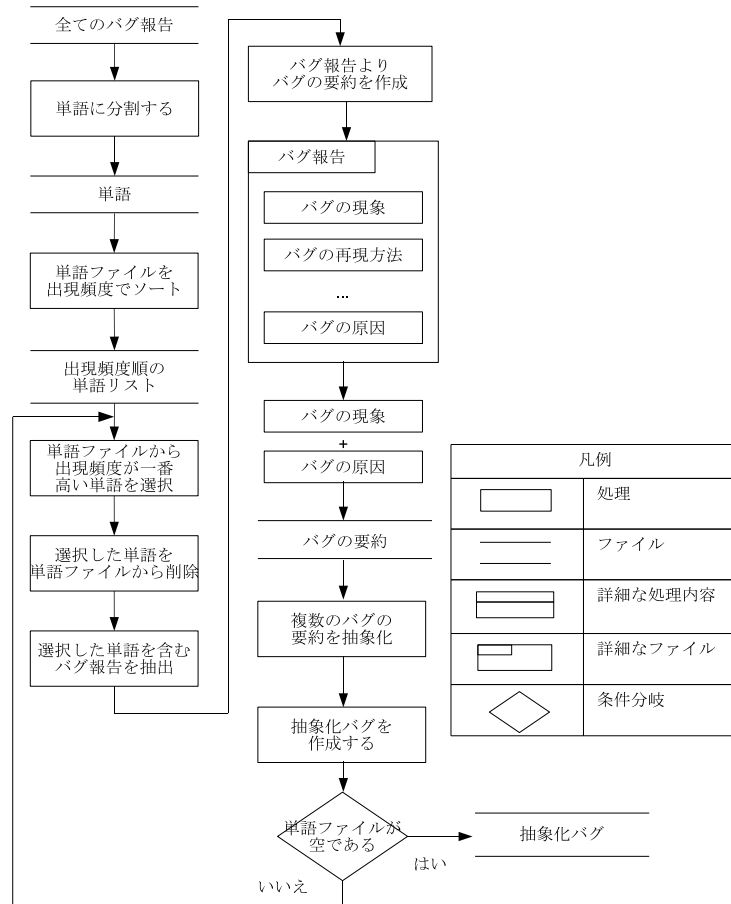 全てのバグ報告
単語に分割する
単語
単語ファイルを
出現頻度でソート
出現頻度順の
単語リスト
単語ファイルから
出現頻度が一番
高い単語を選択
選択した単語を
単語ファイルから削除
選択した単語を含む
バグ報告を抽出
バグ報告より
バグの要約を作成
バグ報告
バグの現象
バグの再現方法
...
バグの原因
バグの現象
+
バグの原因
バグの要約
複数のバグの
要約を抽象化
抽象化バグを
作成する
単語ファイルが
空である
はい
いいえ
抽象化バグ
凡例
処理
ファイル
詳細な処理内容
詳細なファイル
条件分岐